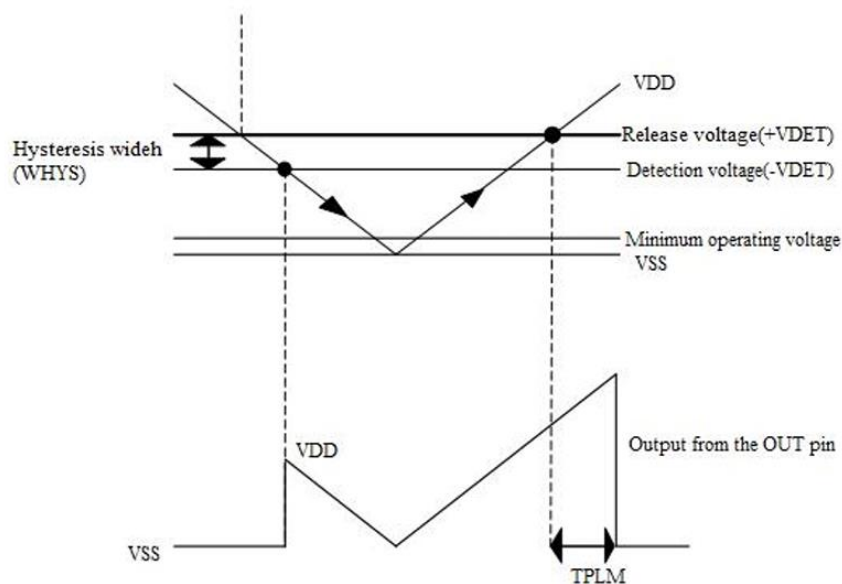 VDD
Release voltage(+VDET)
Hysteresis wideh
(WHYS)
Detection voltage(-VDET)
Minimum operating voltage
VSS
VDD
Output from the OUT pin
VSS
TPLM